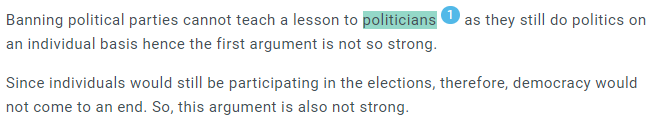 Banning political parties cannot teach a lesson to politicians 1 as they still do politics on
an individual basis hence the first argument is not so strong.
Since individuals would still be participating in the elections, therefore, democracy would
not come to an end. So, this argument is also not strong.